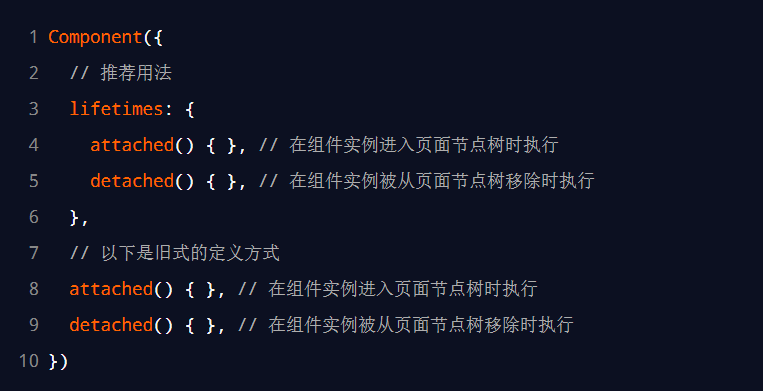 1 Component({
2   // 推荐用法
3   lifetimes: {
4     attached() { }, // 在组件实例进入页面节点树时执行
5     detached() { }, // 在组件实例被从页面节点树移除时执行
6   },
7   // 以下是旧式的定义方式
8   attached() { }, // 在组件实例进入页面节点树时执行
9   detached() { }, // 在组件实例被从页面节点树移除时执行
10 })